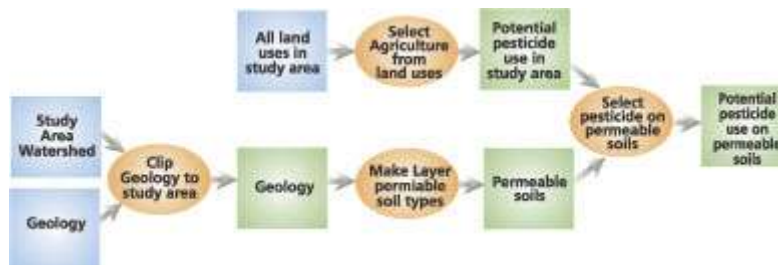 All land
uses in
study area
Select
Agriculture
from
land uses
Potential
pesticide
use in
study area
Study
Area
Watershed
Geology
Clip
Geology to
study area
Geology
Make Layer
permiable
soil types
Permeable
soils
Select
pesticide on
permeable
soils
Potential
pesticide
use on
permeable
soils